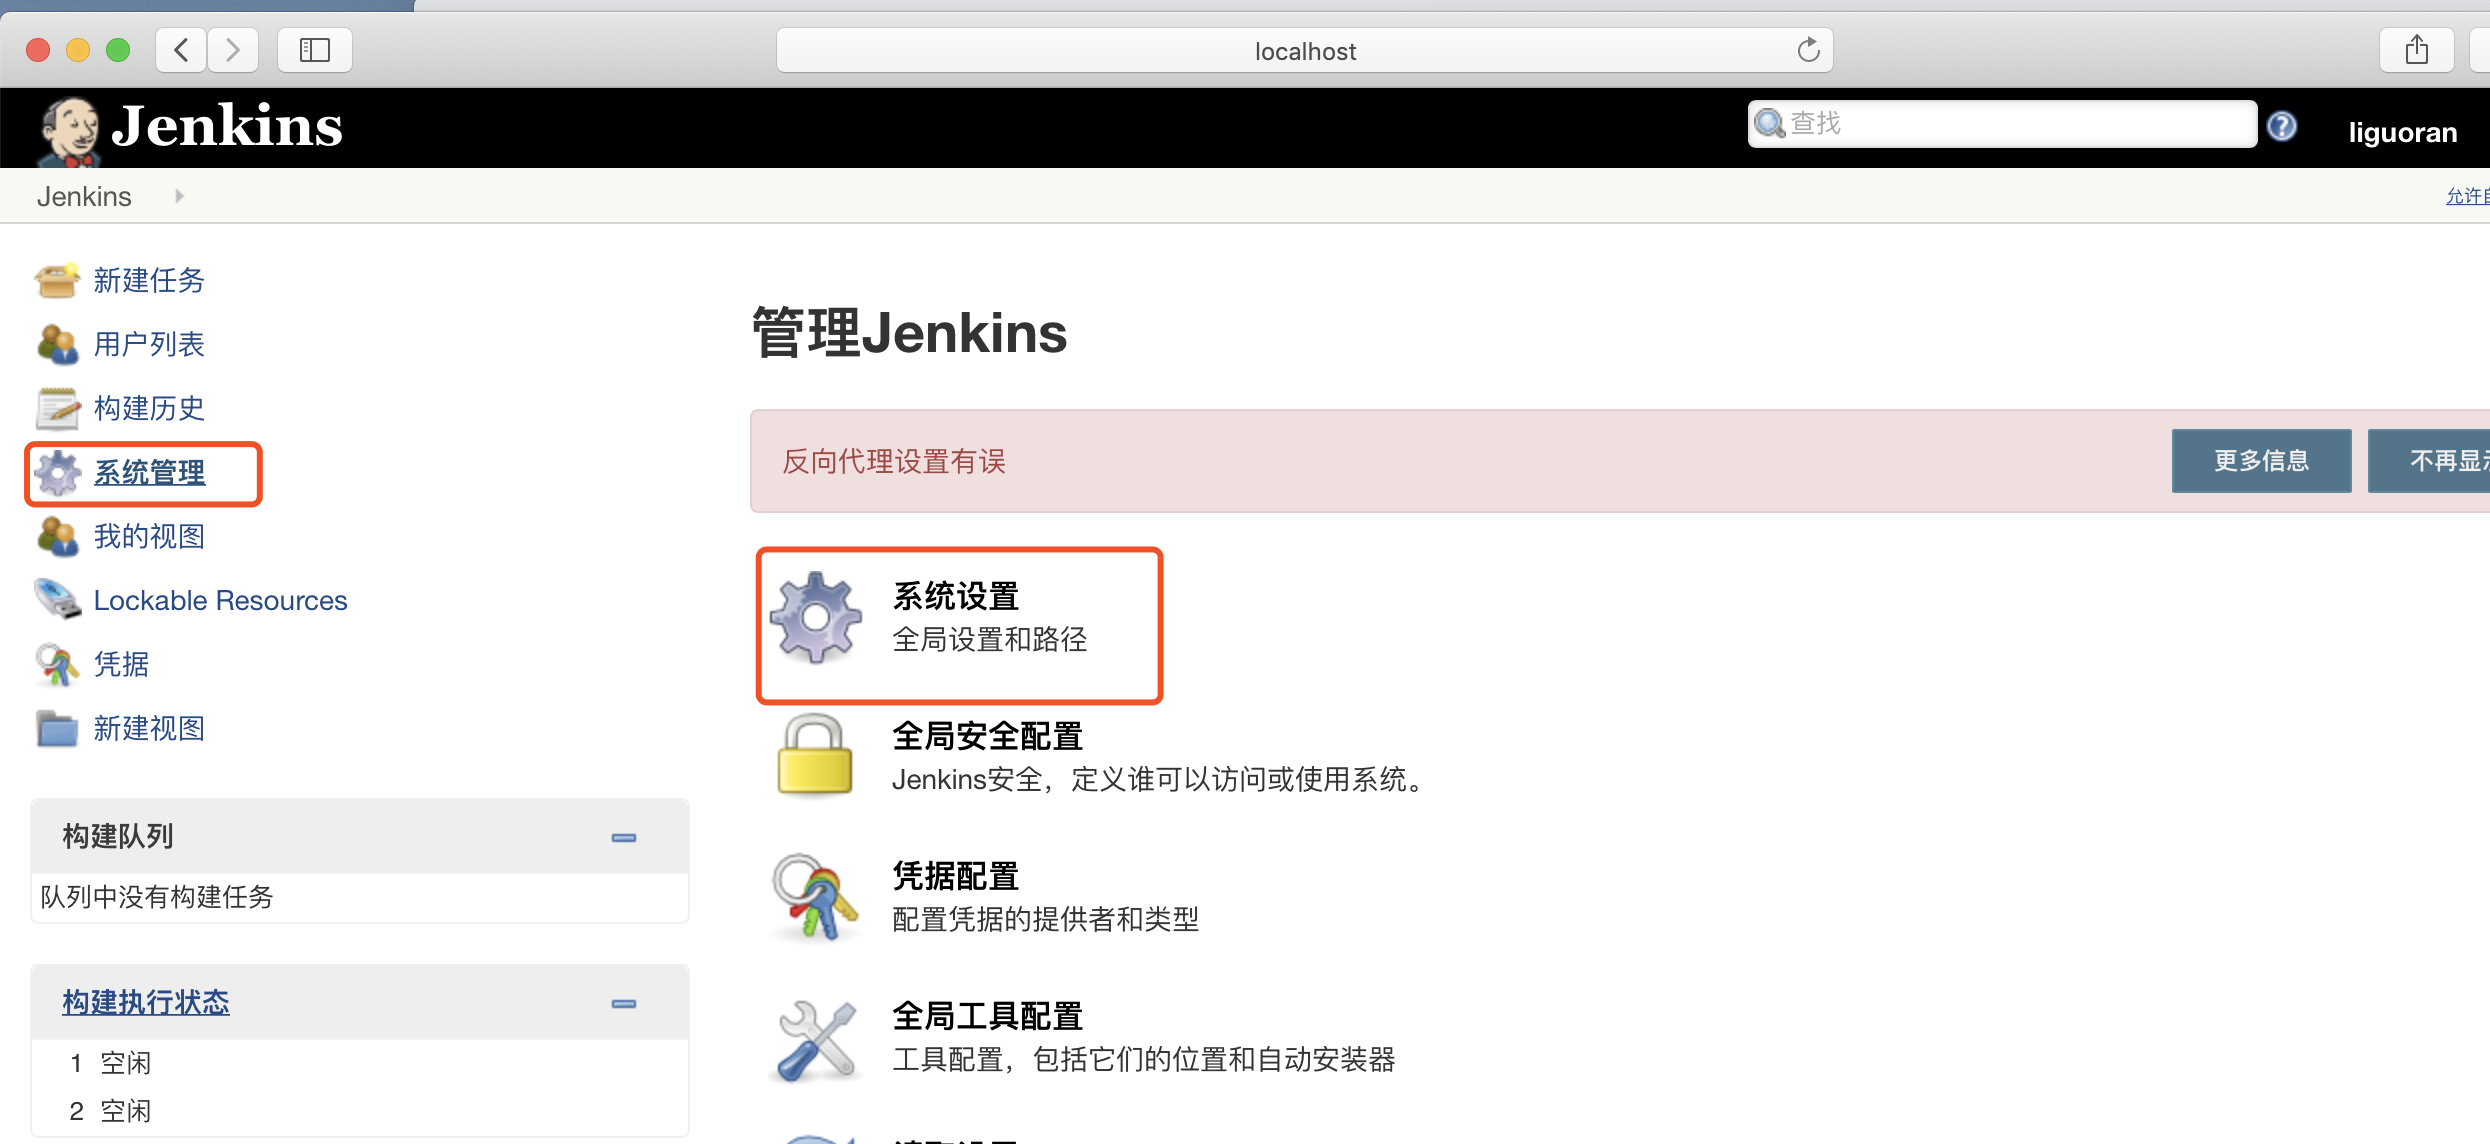 localhost
Jenkins
查找
liguoran
Jenkins
允许
新建任务
用户列表
构建历史
系统管理
我的视图
Lockable Resources
凭据
新建视图
构建队列
队列中没有构建任务
构建执行状态
1 空闲
2 空闲
管理Jenkins
反向代理设置有误
更多信息
不再显
系统设置
全局设置和路径
全局安全配置
Jenkins安全，定义谁可以访问或使用系统。
凭据配置
配置凭据的提供者和类型
全局工具配置
工具配置，包括它们的位置和自动安装器